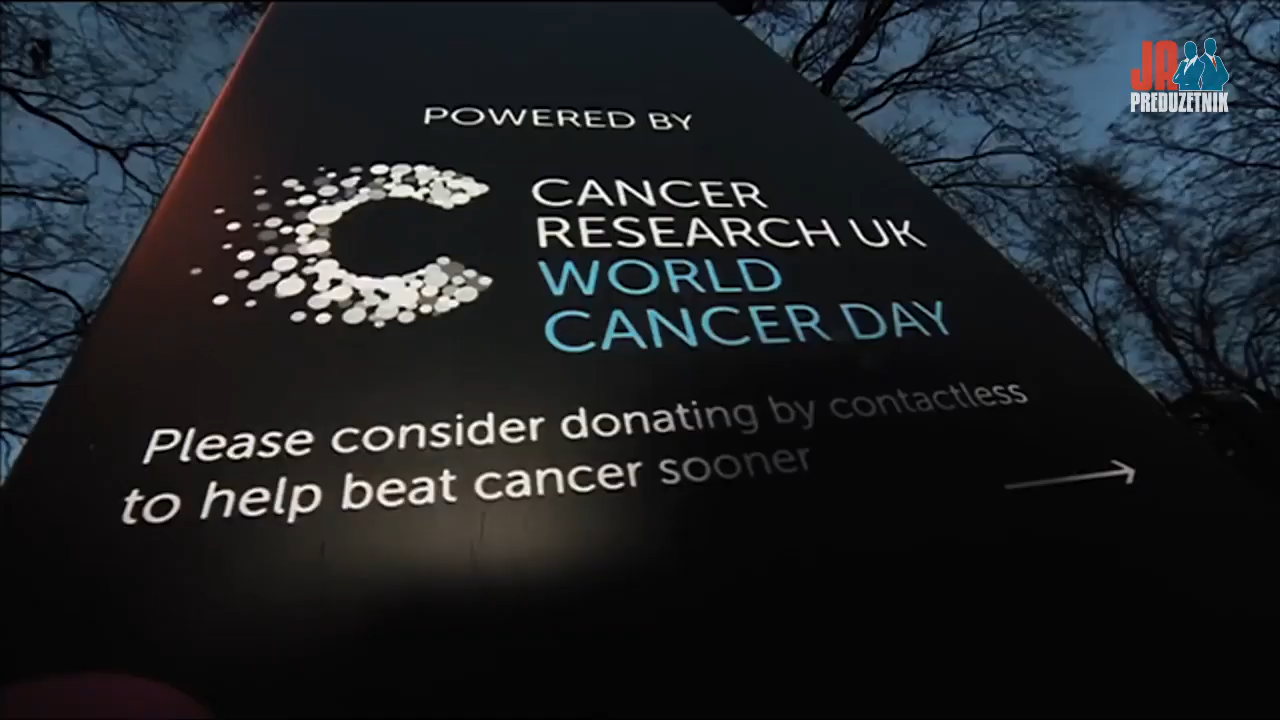 JA
PREDUZETNIK
POWERED BY
CANCER
RESEARCH UK
WORLD
CANCER DAY
Please consider donating by contactless
to help beat cancer sooner